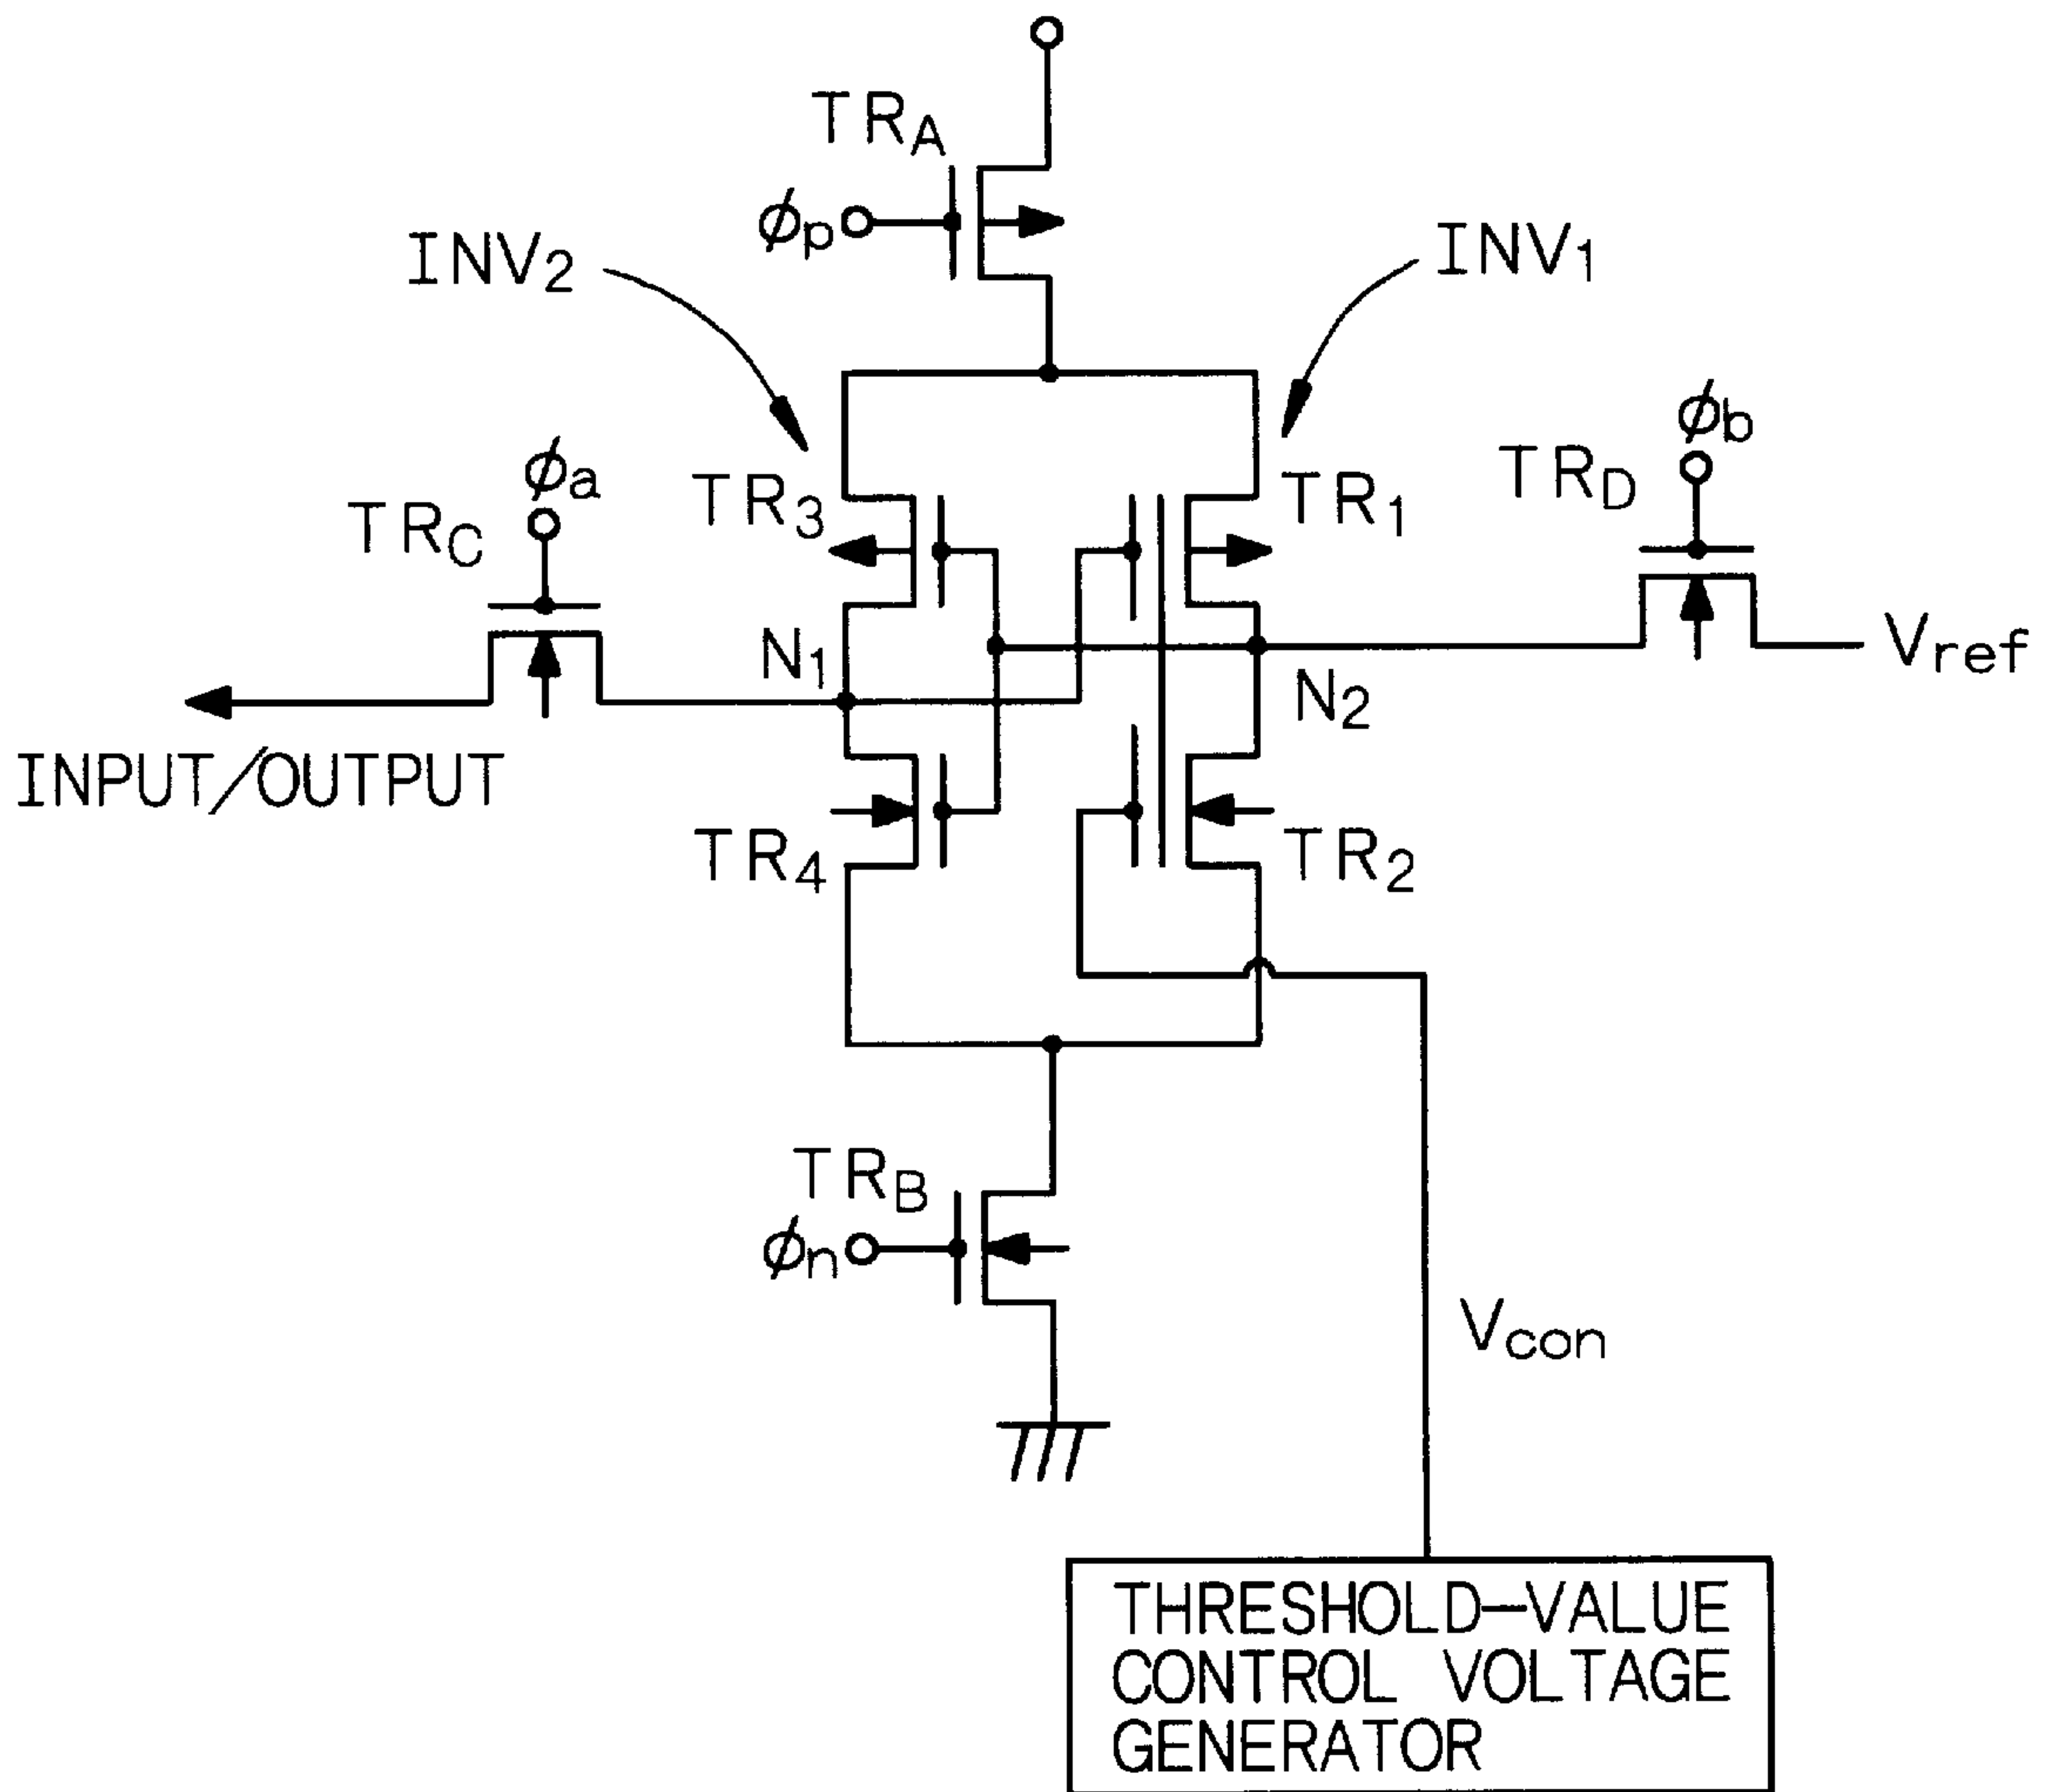 TRA
ϕp
INV2
INV1
ϕb
ϕa
TR3
TR1
TRD
TRC
N1
Vref
N2
INPUT/OUTPUT
TR4
TR2
TRB
ϕn
Vcon
THRESHOLD-VALUE
CONTROL VOLTAGE
GENERATOR